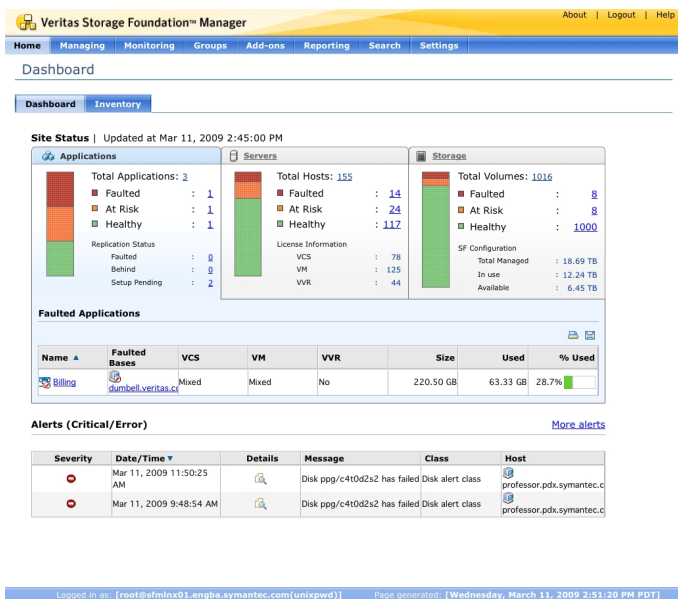 About | Logout | Help
Veritas Storage Foundation™ Manager
Home Managing Monitoring Groups Add-ons Reporting Search Settings
Dashboard
Dashboard Inventory
Site Status | Updated at Mar 11, 2009 2:45:00 PM
Applications
Total Applications: 3
Faulted : 1
At Risk : 1
Healthy : 1
Replication Status
Faulted : 0
Behind : 0
Setup Pending : 2
Servers
Total Hosts: 155
Faulted : 14
At Risk : 24
Healthy : 117
License Information
VCS : 78
VM : 125
VVR : 44
Storage
Total Volumes: 1016
Faulted : 8
At Risk : 8
Healthy : 1000
SF Configuration
Total Managed : 18.69 TB
In use : 12.24 TB
Available : 6.45 TB
Faulted Applications
Name Faulted Bases VCS VM VVR Size Used % Used
Billing dumbell.veritas.co Mixed Mixed No 220.50 GB 63.33 GB 28.7%
Alerts (Critical/Error) More alerts
Severity Date/Time Details Message Class Host
Mar 11, 2009 11:50:25 AM Disk ppg/c4t0d2s2 has failed Disk alert class professor.pdx.symantec.c
Mar 11, 2009 9:48:54 AM Disk ppg/c4t0d2s2 has failed Disk alert class professor.pdx.symantec.c
Logged in as: [root@sfmlnx01.engba.symantec.com(unixpwd)] Page generated: [Wednesday, March 11, 2009 2:51:20 PM PDT]